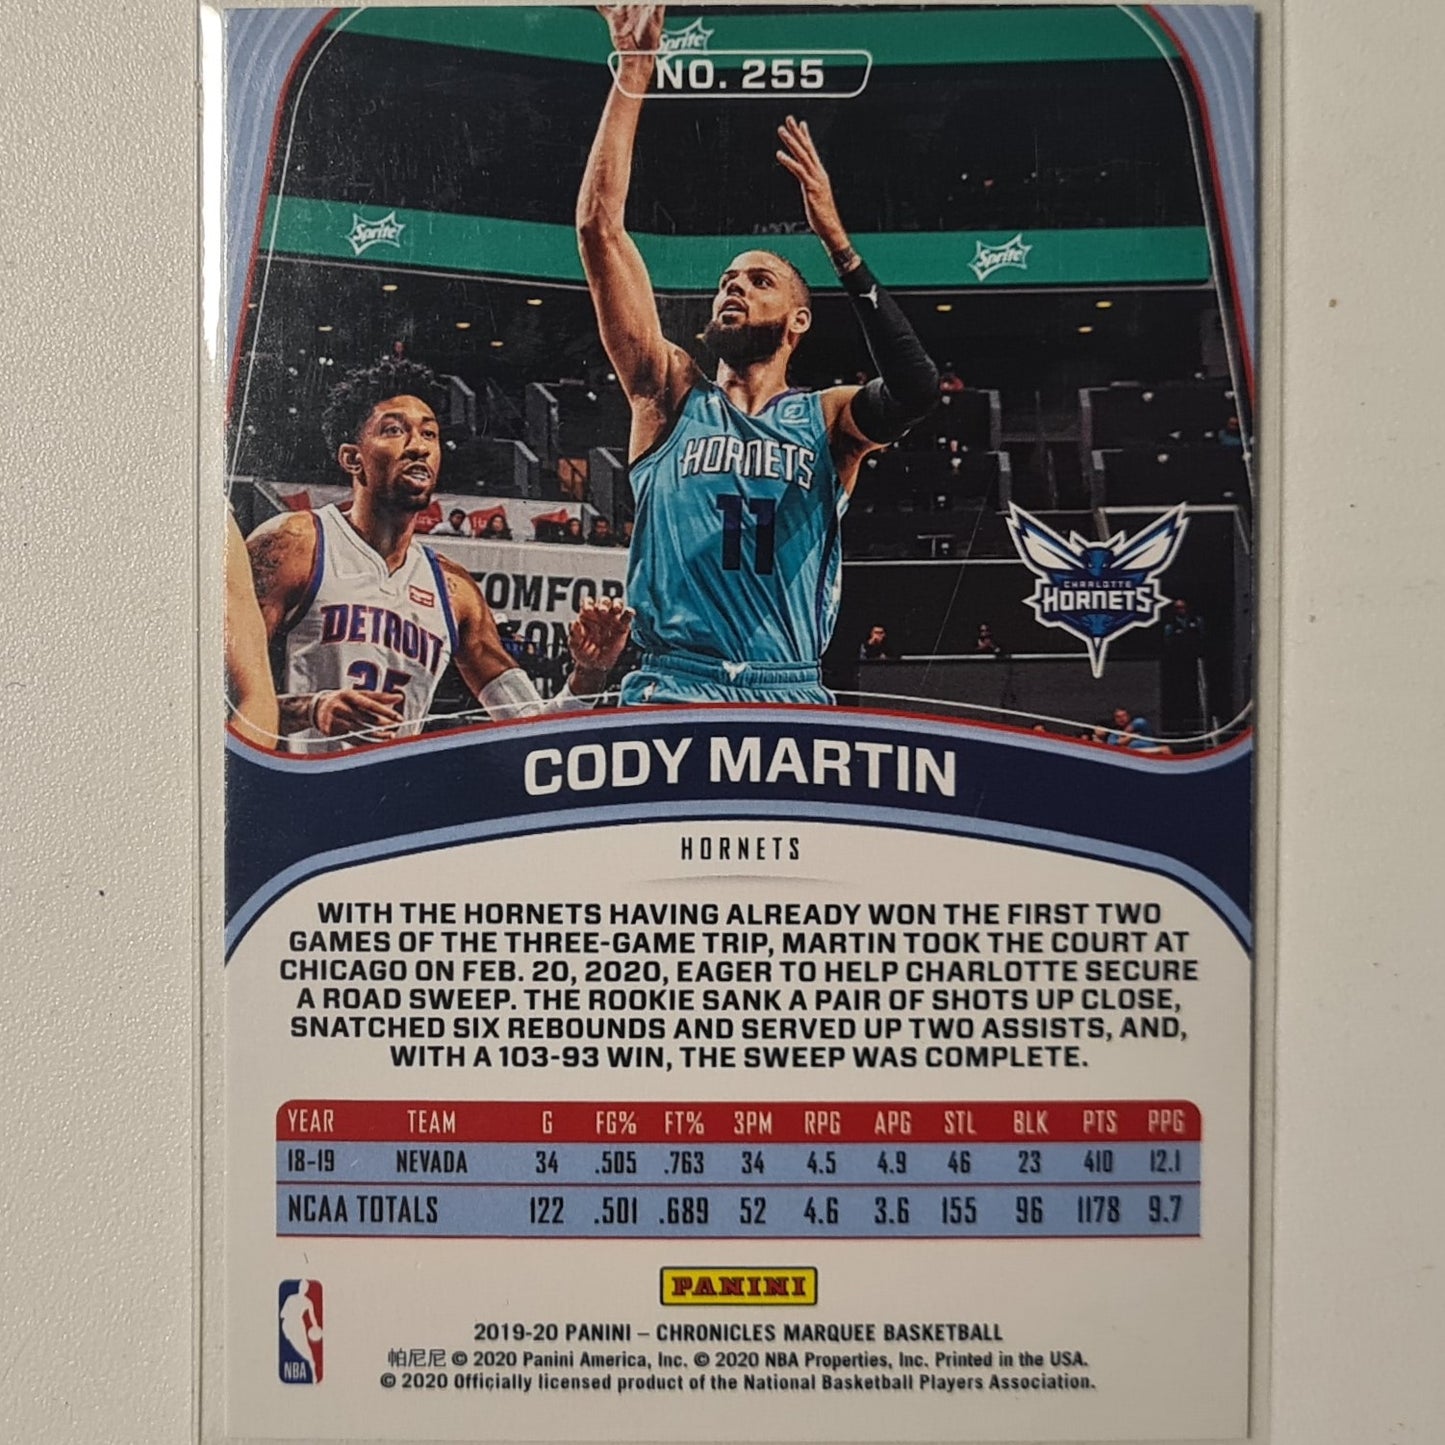 Sprite
NO. 255
Sprite
Sprite
HORNETS
11
DETROIT
25
CHARLOTTE
HORNETS
CODY MARTIN
HORNETS
WITH THE HORNETS HAVING ALREADY WON THE FIRST TWO
GAMES OF THE THREE-GAME TRIP, MARTIN TOOK THE COURT AT
CHICAGO ON FEB. 20, 2020, EAGER TO HELP CHARLOTTE SECURE
A ROAD SWEEP. THE ROOKIE SANK A PAIR OF SHOTS UP CLOSE,
SNATCHED SIX REBOUNDS AND SERVED UP TWO ASSISTS, AND,
WITH A 103-93 WIN, THE SWEEP WAS COMPLETE.
YEAR TEAM G FG% FT% 3PM RPG APG STL BLK PTS PPG
18-19 NEVADA 34 .505 .763 34 4.5 4.9 46 23 410 12.1
NCAA TOTALS 122 .501 .689 52 4.6 3.6 155 96 1178 9.7
PANINI
2019-20 PANINI – CHRONICLES MARQUEE BASKETBALL
帕尼尼 © 2020 Panini America, Inc. © 2020 NBA Properties, Inc. Printed in the USA.
© 2020 Officially licensed product of the National Basketball Players Association.
NBA